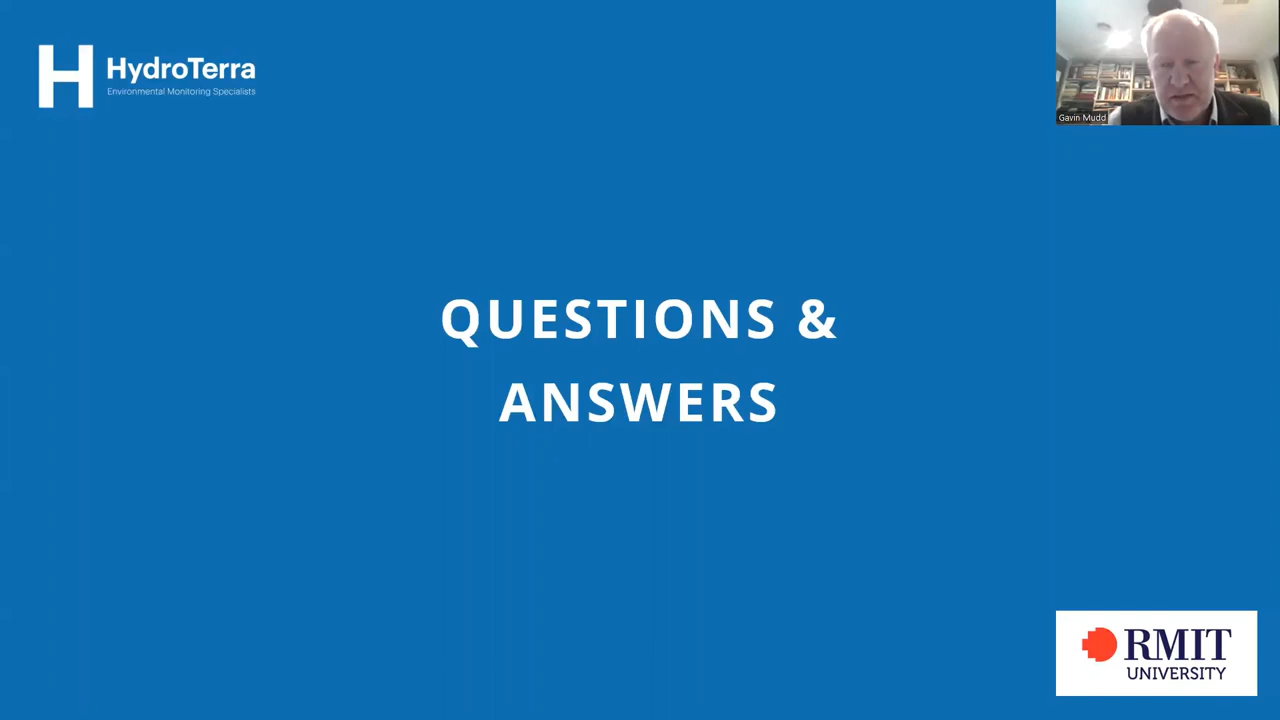 HydroTerra
Environmental Monitoring Specialists
Gavin Mudd
QUESTIONS &
ANSWERS
RMIT
UNIVERSITY